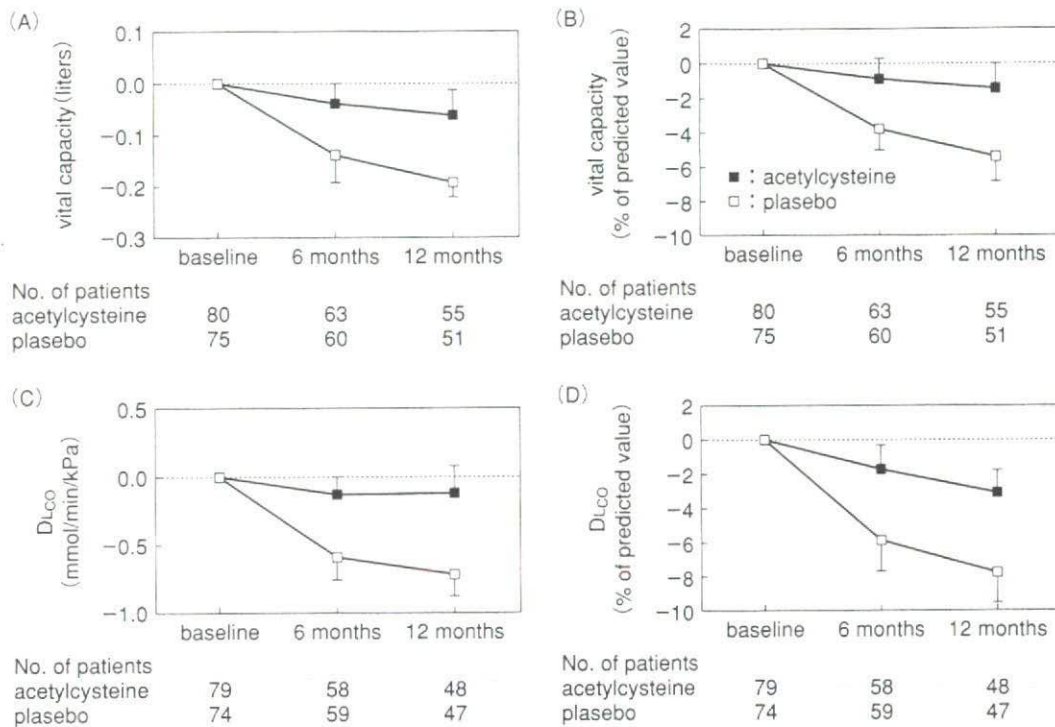 (A)
vital capacity (liters)
0.1
0.0
−0.1
−0.2
−0.3
baseline 6 months 12 months
No. of patients
acetylcysteine 80 63 55
plasebo 75 60 51
(B)
vital capacity
(% of predicted value)
2
0
−2
−4
−6
−8
−10
■ : acetylcysteine
□ : plasebo
baseline 6 months 12 months
No. of patients
acetylcysteine 80 63 55
plasebo 75 60 51
(C)
DLCO
(mmol/min/kPa)
0.5
0.0
−0.5
−1.0
baseline 6 months 12 months
No. of patients
acetylcysteine 79 58 48
plasebo 74 59 47
(D)
DLCO
(% of predicted value)
2
0
−2
−4
−6
−8
−10
baseline 6 months 12 months
No. of patients
acetylcysteine 79 58 48
plasebo 74 59 47